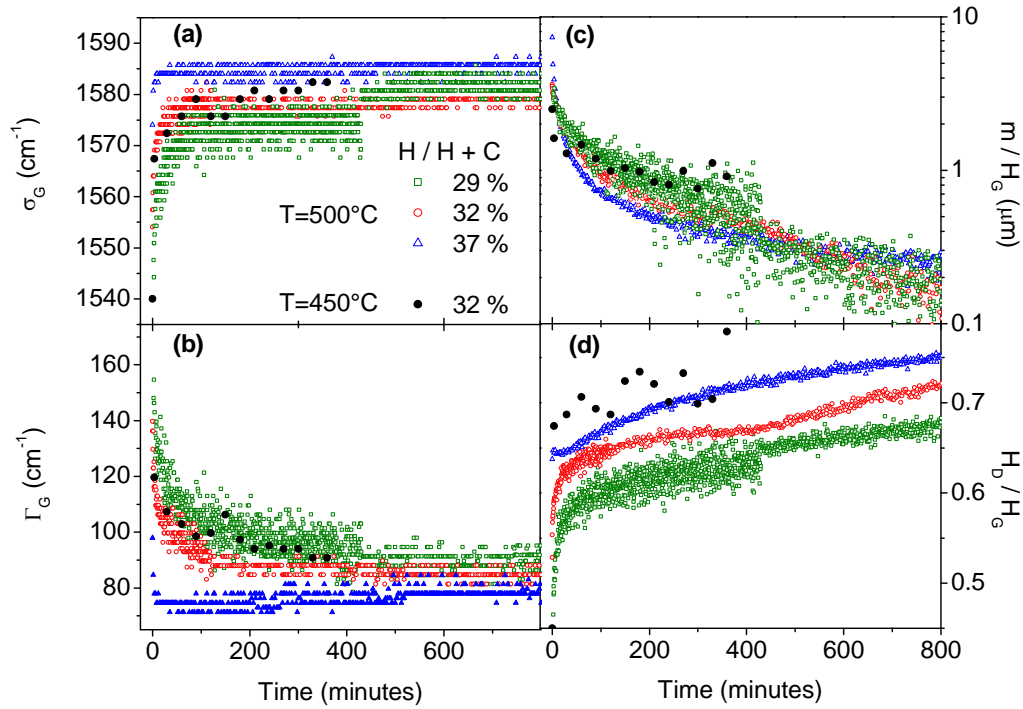 (a)
1590
1580
1570
1560
1550
1540
σG (cm-1)
H / H + C
29 %
T=500°C
32 %
37 %
T=450°C
32 %
(b)
160
140
120
100
80
ΓG (cm-1)
0
200
400
600
Time (minutes)
(c)
10
1
0.1
m / HG (μm)
(d)
0.7
0.6
0.5
HD / HG
0
200
400
600
800
Time (minutes)